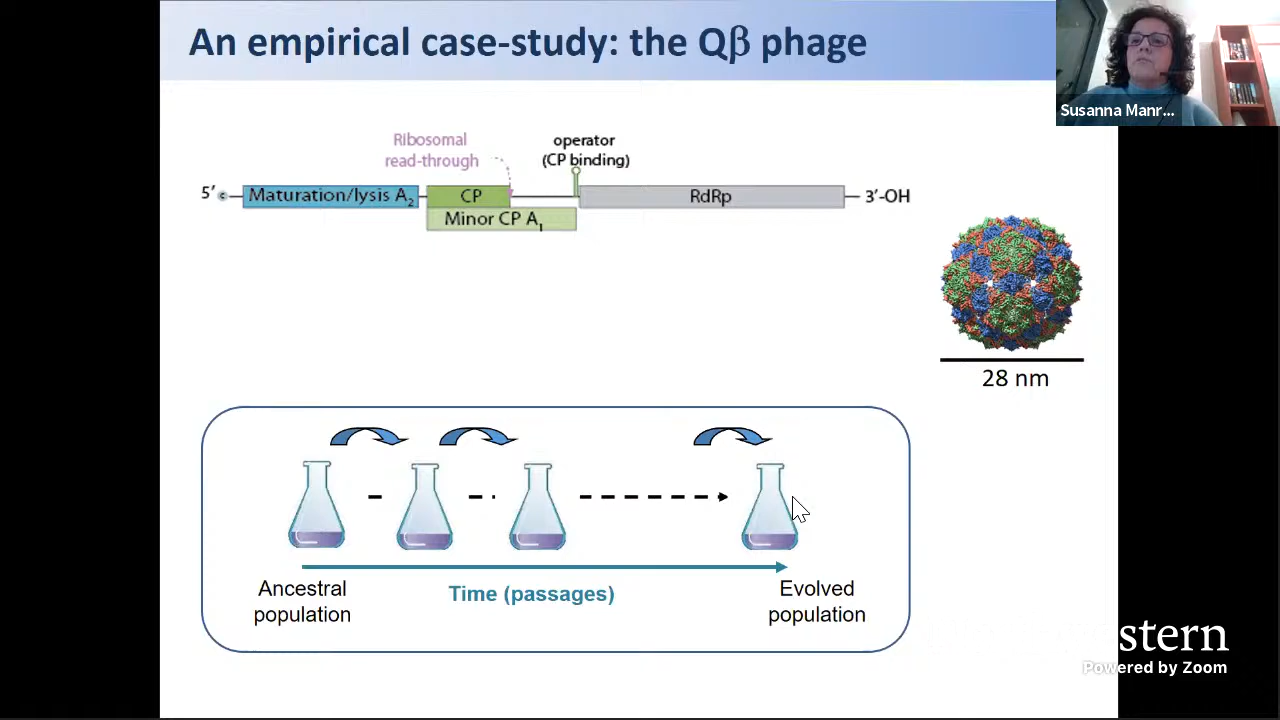 An empirical case-study: the Qβ phage
Susanna Manr...
Ribosomal
read-through
operator
(CP binding)
5′ c Maturation/lysis A2 CP RdRp 3′-OH
Minor CP A1
28 nm
Ancestral
population
Time (passages)
Evolved
population
stern
Powered by Zoom